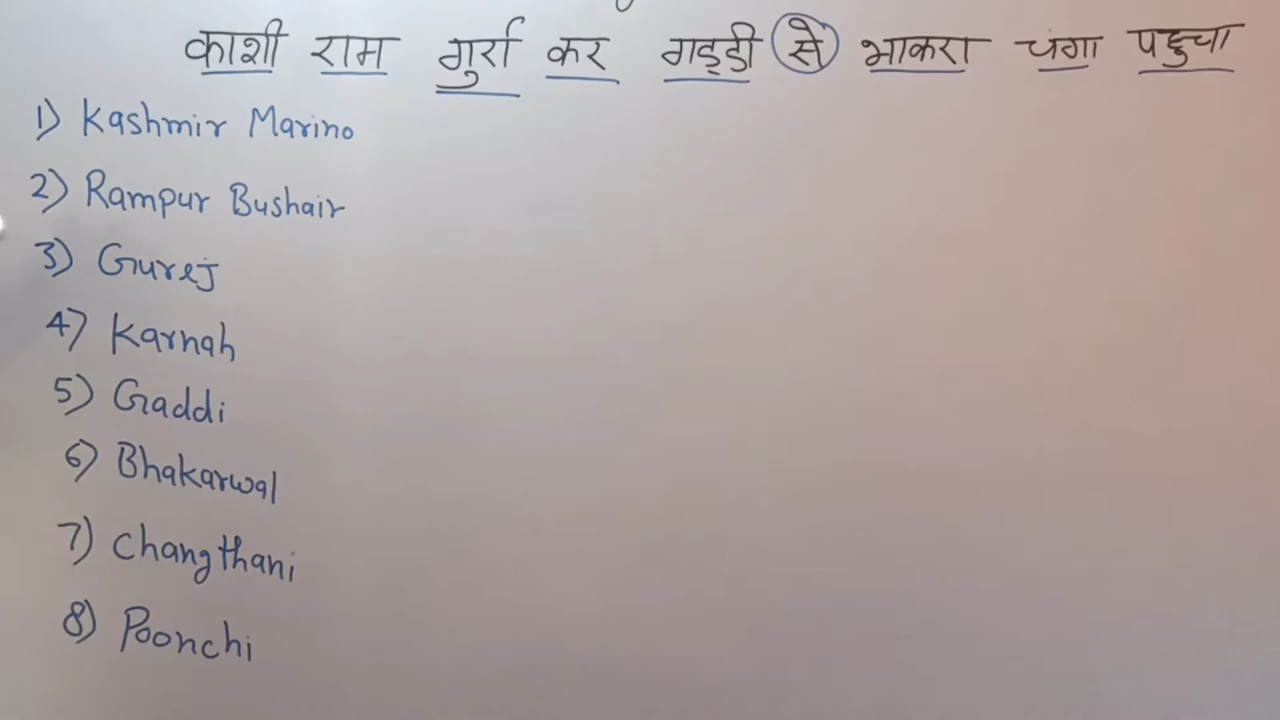 काशी राम गुर्रा कर गड्डी से भाकरा चंगा पहुचा
1) Kashmir Marino
2) Rampur Bushair
3) Gurej
4) Karnah
5) Gaddi
6) Bhakarwal
7) Changthani
8) Poonchi